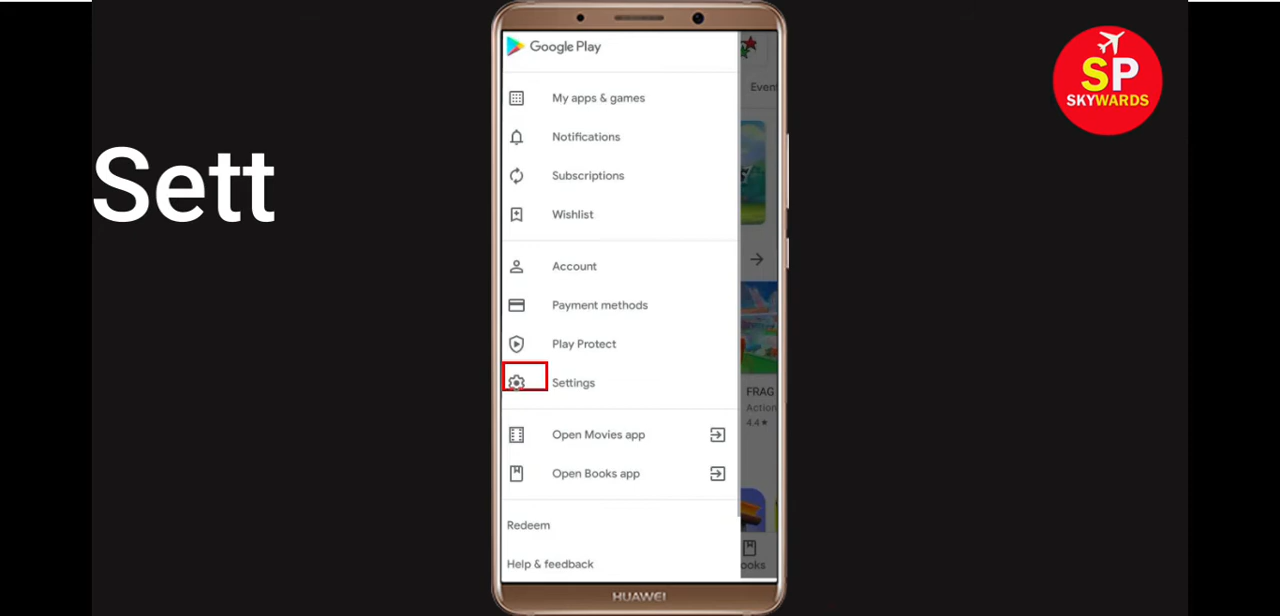 Sett
Google Play
My apps & games
Notifications
Subscriptions
Wishlist
Account
Payment methods
Play Protect
Settings
Open Movies app
Open Books app
Redeem
Help & feedback
Even
FRAG
Action
4.4★
ooks
HUAWEI
SP
SKYWARDS